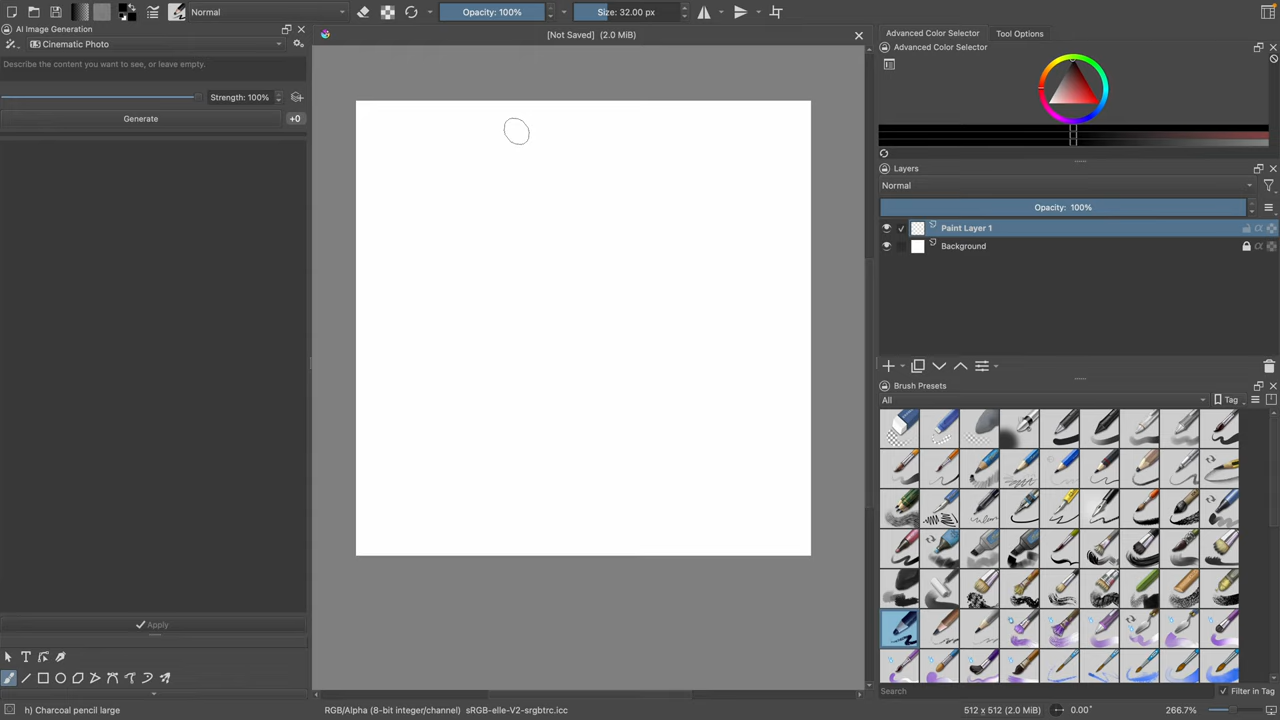 Normal
Opacity: 100%
Size: 32.00 px
AI Image Generation
Cinematic Photo
Describe the content you want to see, or leave empty.
Strength: 100%
Generate
+0
Apply
[Not Saved] (2.0 MiB)
Advanced Color Selector
Tool Options
Advanced Color Selector
Layers
Normal
Opacity: 100%
Paint Layer 1
Background
Brush Presets
All
Tag
Search
Filter in Tag
h) Charcoal pencil large
RGB/Alpha (8-bit integer/channel) sRGB-elle-V2-srgbtrc.icc
512 x 512 (2.0 MiB)
0.00°
266.7%